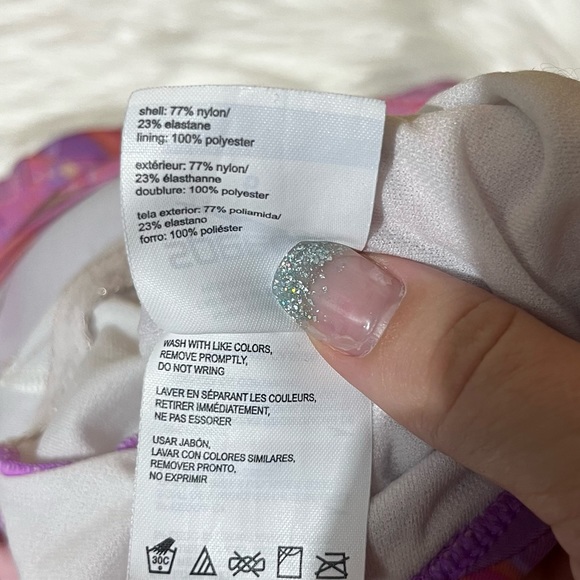 shell: 77% nylon/
23% elastane
lining: 100% polyester
extérieur: 77% nylon/
23% élasthanne
doublure: 100% polyester
tela exterior: 77% poliamida/
23% elastano
forro: 100% poliéster
WASH WITH LIKE COLORS,
REMOVE PROMPTLY,
DO NOT WRING
LAVER EN SÉPARANT LES COULEURS,
RETIRER IMMÉDIATEMENT,
NE PAS ESSORER
USAR JABÓN,
LAVAR CON COLORES SIMILARES,
REMOVER PRONTO,
NO EXPRIMIR
30C